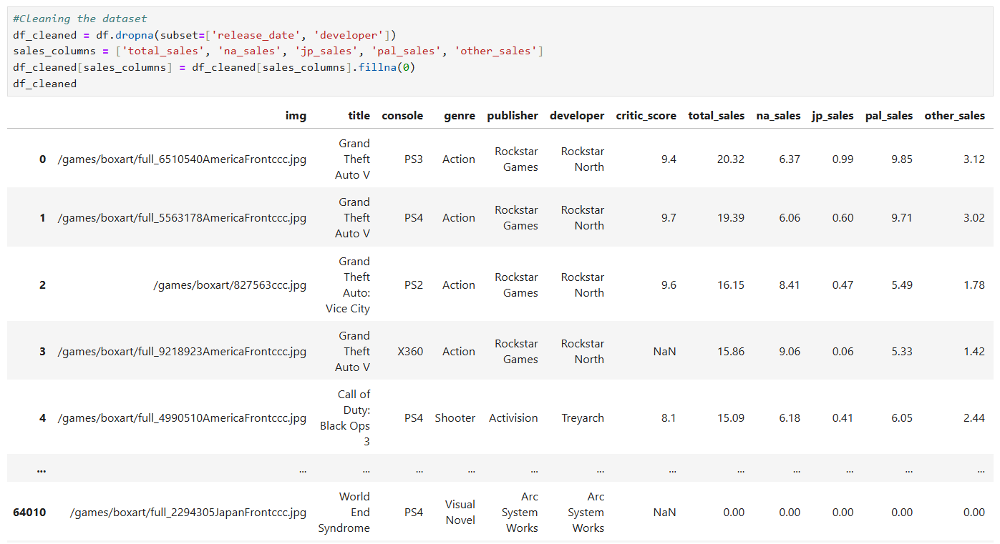 #Cleaning the dataset
df_cleaned = df.dropna(subset=['release_date', 'developer'])
sales_columns = ['total_sales', 'na_sales', 'jp_sales', 'pal_sales', 'other_sales']
df_cleaned[sales_columns] = df_cleaned[sales_columns].fillna(0)
df_cleaned
img title console genre publisher developer critic_score total_sales na_sales jp_sales pal_sales other_sales
0 /games/boxart/full_6510540AmericaFrontccc.jpg Grand Theft Auto V PS3 Action Rockstar Games Rockstar North 9.4 20.32 6.37 0.99 9.85 3.12
1 /games/boxart/full_5563178AmericaFrontccc.jpg Grand Theft Auto V PS4 Action Rockstar Games Rockstar North 9.7 19.39 6.06 0.60 9.71 3.02
2 /games/boxart/827563ccc.jpg Grand Theft Auto: Vice City PS2 Action Rockstar Games Rockstar North 9.6 16.15 8.41 0.47 5.49 1.78
3 /games/boxart/full_9218923AmericaFrontccc.jpg Grand Theft Auto V X360 Action Rockstar Games Rockstar North NaN 15.86 9.06 0.06 5.33 1.42
4 /games/boxart/full_4990510AmericaFrontccc.jpg Call of Duty: Black Ops 3 PS4 Shooter Activision Treyarch 8.1 15.09 6.18 0.41 6.05 2.44
... ... ... ... ... ... ... ... ... ... ... ... ...
64010 /games/boxart/full_2294305JapanFrontccc.jpg World End Syndrome PS4 Visual Novel Arc System Works Arc System Works NaN 0.00 0.00 0.00 0.00 0.00